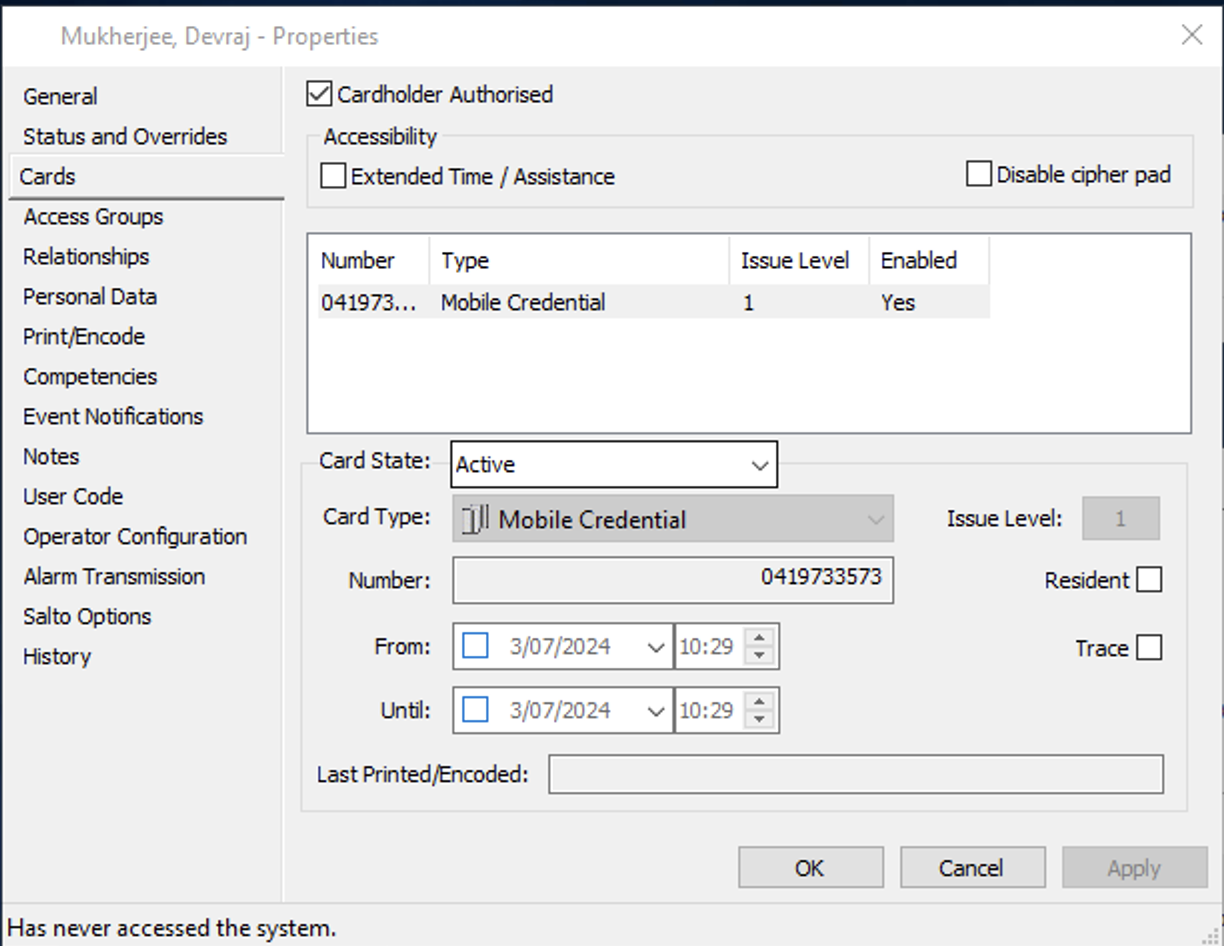 Mukherjee, Devraj - Properties
General
Status and Overrides
Cards
Access Groups
Relationships
Personal Data
Print/Encode
Competencies
Event Notifications
Notes
User Code
Operator Configuration
Alarm Transmission
Salto Options
History
Cardholder Authorised
Accessibility
Extended Time / Assistance Disable cipher pad
Number Type Issue Level Enabled
041973... Mobile Credential 1 Yes
Card State: Active
Card Type: Mobile Credential Issue Level: 1
Number: 0419733573 Resident
From: 3/07/2024 10:29 Trace
Until: 3/07/2024 10:29
Last Printed/Encoded:
OK Cancel Apply
Has never accessed the system.